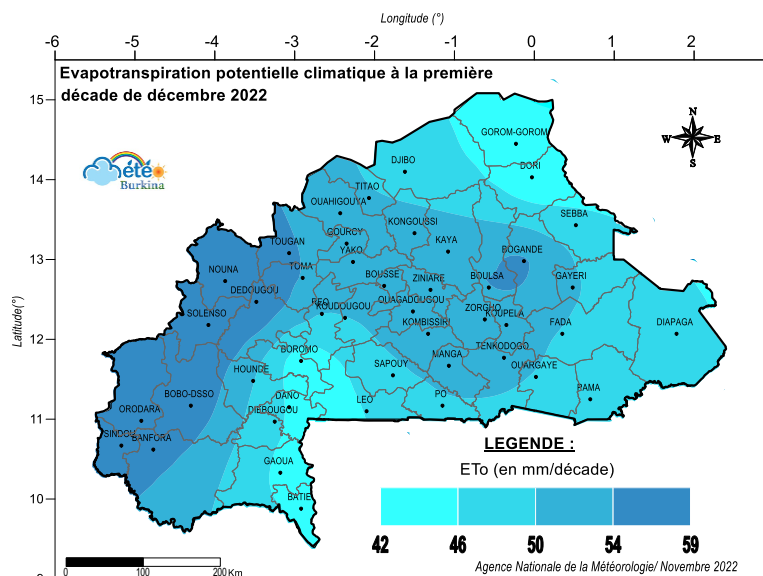 Longitude (°)
-6 -5 -4 -3 -2 -1 0 1 2
Evapotranspiration potentielle climatique à la première
décade de décembre 2022
15
14
13
12
11
10
Latitude(°)
Météo
Burkina
N
W E
S
GOROM-GOROM
DORI
DJIBO
TITAO
OUAHIGOUYA
SEBBA
KONGOUSSI
GOURCY
TOUGAN
KAYA
YAKO
BOGANDE
TOMA
NOUNA
BOUSSE
ZINIARE
BOULSA
GAYERI
DEDOUGOU
REO
KOUDOUGOU
OUAGADOUGOU
ZORGHO
KOUPELA
SOLENSO
KOMBISSIRI
FADA
DIAPAGA
BOROMO
TENKODOGO
MANGA
HOUNDE
SAPOUY
OUARGAYE
BOBO-DSSO
DANO
LEO
PO
PAMA
ORODARA
DIEBOUGOU
SINDOU
BANFORA
GAOUA
BATIE
LEGENDE :
ETo (en mm/décade)
42 46 50 54 59
0 100 200 Km
Agence Nationale de la Météorologie/ Novembre 2022